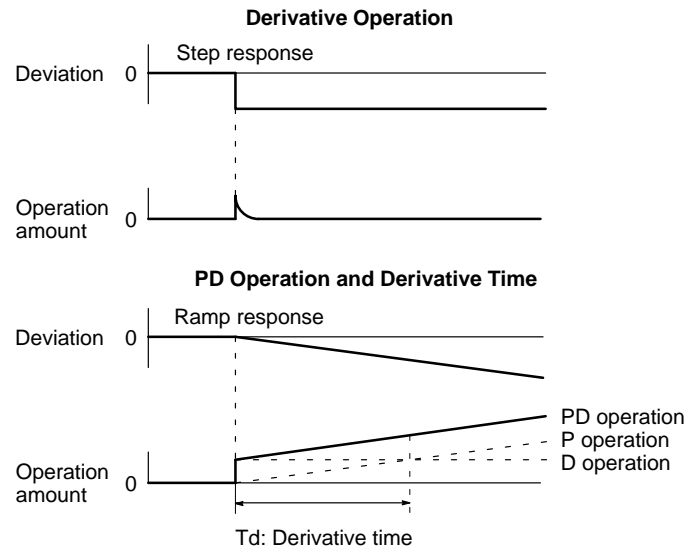 Derivative Operation
Step response
Deviation 0
Operation
amount 0
PD Operation and Derivative Time
Ramp response
Deviation 0
PD operation
P operation
D operation
Operation
amount 0
Td: Derivative time